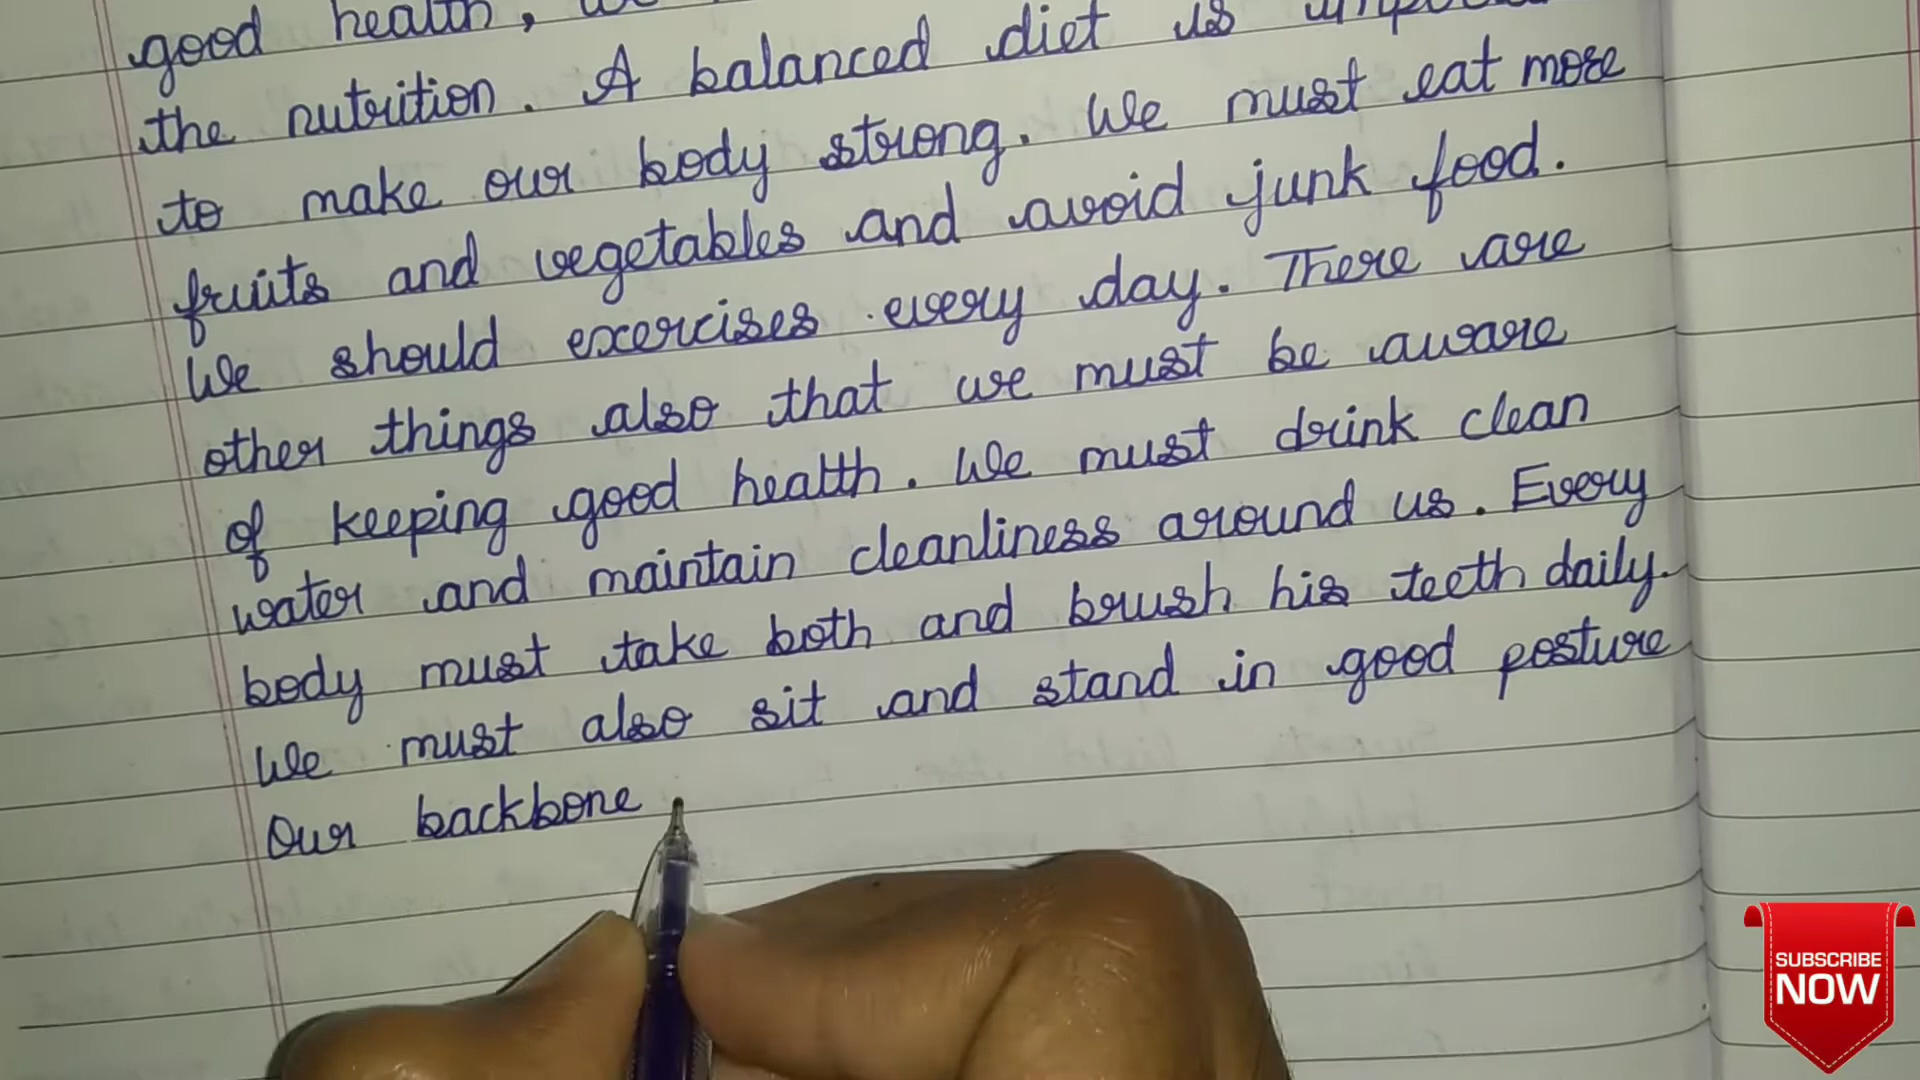 good health,
the nutrition. A balanced diet is
to make our body strong. We must eat more
fruits and vegetables and avoid junk food.
We should exercises every day. There are
other things also that we must be aware
of keeping good health. We must drink clean
water and maintain cleanliness around us. Every
body must take both and brush his teeth daily.
We must also sit and stand in good posture
Our backbone
SUBSCRIBE
NOW